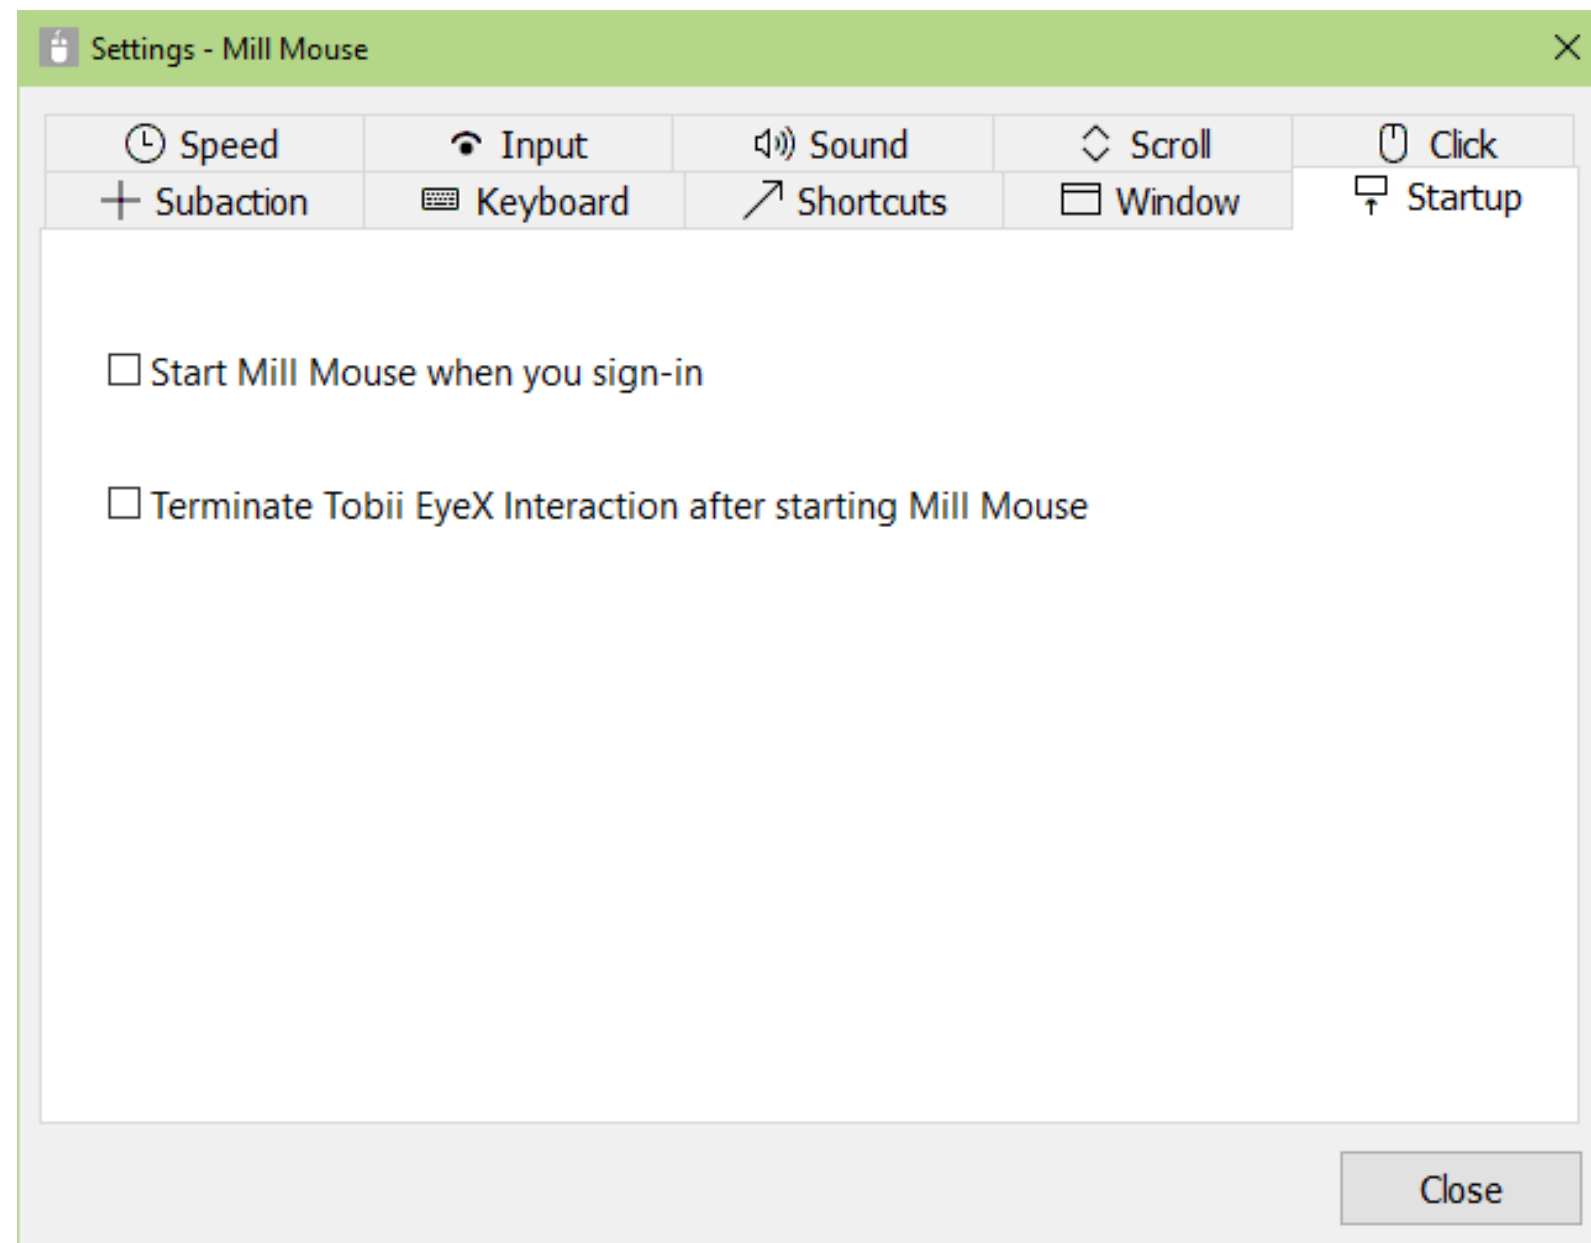 Settings - Mill Mouse
Speed Input Sound Scroll Click
Subaction Keyboard Shortcuts Window Startup
Start Mill Mouse when you sign-in
Terminate Tobii EyeX Interaction after starting Mill Mouse
Close